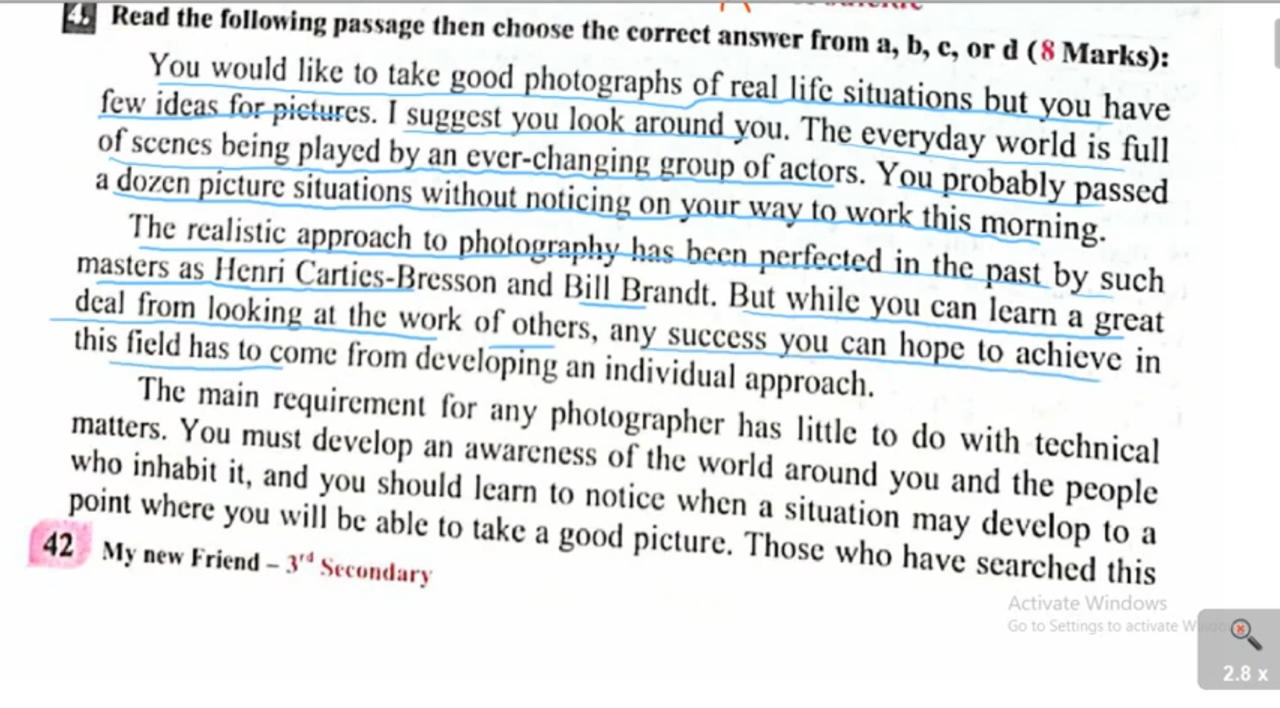 4. Read the following passage then choose the correct answer from a, b, c, or d (8 Marks):
You would like to take good photographs of real life situations but you have
few ideas for pictures. I suggest you look around you. The everyday world is full
of scenes being played by an ever-changing group of actors. You probably passed
a dozen picture situations without noticing on your way to work this morning.
The realistic approach to photography has been perfected in the past by such
masters as Henri Carties-Bresson and Bill Brandt. But while you can learn a great
deal from looking at the work of others, any success you can hope to achieve in
this field has to come from developing an individual approach.
The main requirement for any photographer has little to do with technical
matters. You must develop an awareness of the world around you and the people
who inhabit it, and you should learn to notice when a situation may develop to a
point where you will be able to take a good picture. Those who have searched this
42 My new Friend – 3rd Secondary
Activate Windows
Go to Settings to activate
2.8 x